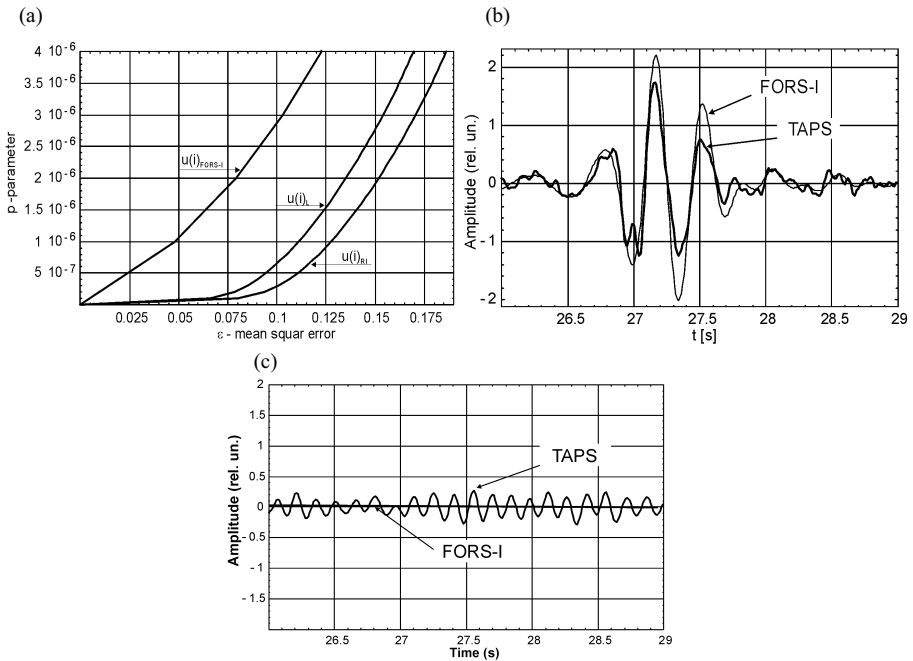 (a)
4 10⁻⁶
3.5 10⁻⁶
3 10⁻⁶
2.5 10⁻⁶
2 10⁻⁶
1.5 10⁻⁶
1 10⁻⁶
5 10⁻⁷
p -parameter
u(i)FORS-I
u(i)k
u(i)RI
0.025 0.05 0.075 0.1 0.125 0.15 0.175
ε - mean squar error
(b)
2
1
0
-1
-2
Amplitude (rel. un.)
FORS-I
TAPS
26.5 27 27.5 28 28.5 29
t [s]
(c)
2
1.5
1
0.5
0
- 0.5
- 1
- 1.5
Amplitude (rel. un.)
TAPS
FORS-I
26.5 27 27.5 28 28.5 29
Time (s)